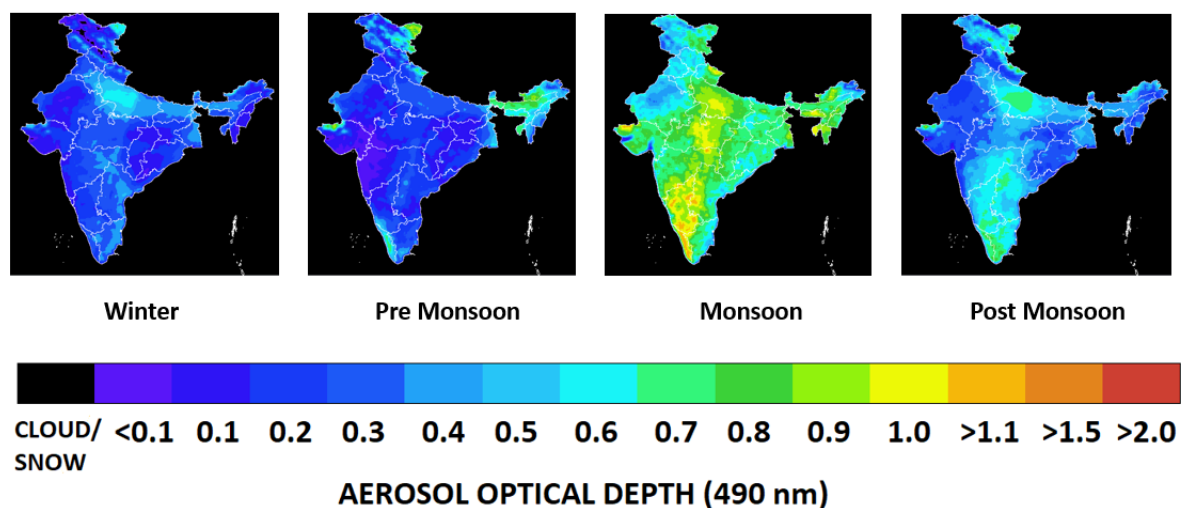 Winter Pre Monsoon Monsoon Post Monsoon
CLOUD/ <0.1 0.1 0.2 0.3 0.4 0.5 0.6 0.7 0.8 0.9 1.0 >1.1 >1.5 >2.0
SNOW
AEROSOL OPTICAL DEPTH (490 nm)